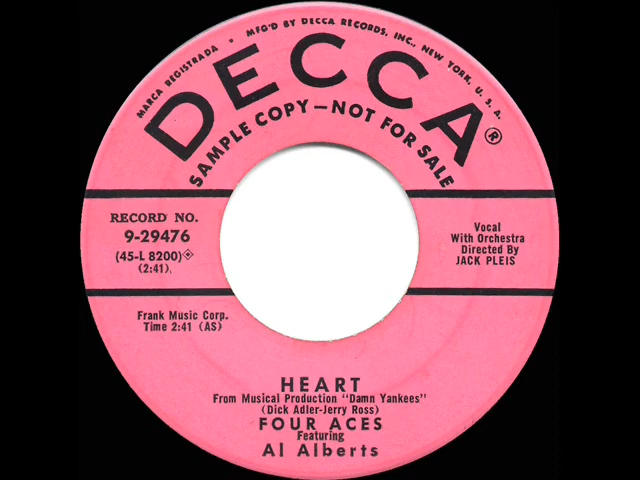 MARCA REGISTRADA • MFG'D BY DECCA RECORDS, INC., NEW YORK, U. S. A.
DECCA®
SAMPLE COPY—NOT FOR SALE
RECORD NO.
9-29476
(45-L 8200)
(2:41)
Vocal
With Orchestra
Directed By
JACK PLEIS
Frank Music Corp.
Time 2:41 (AS)
HEART
From Musical Production "Damn Yankees"
(Dick Adler-Jerry Ross)
FOUR ACES
Featuring
Al Alberts